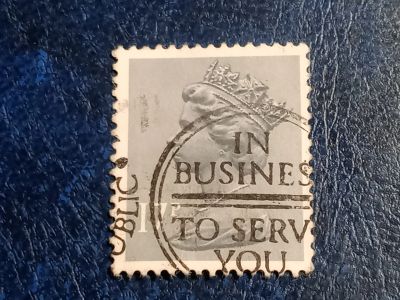 IN
BUSINES
TO SERV
YOU
UBLIC •